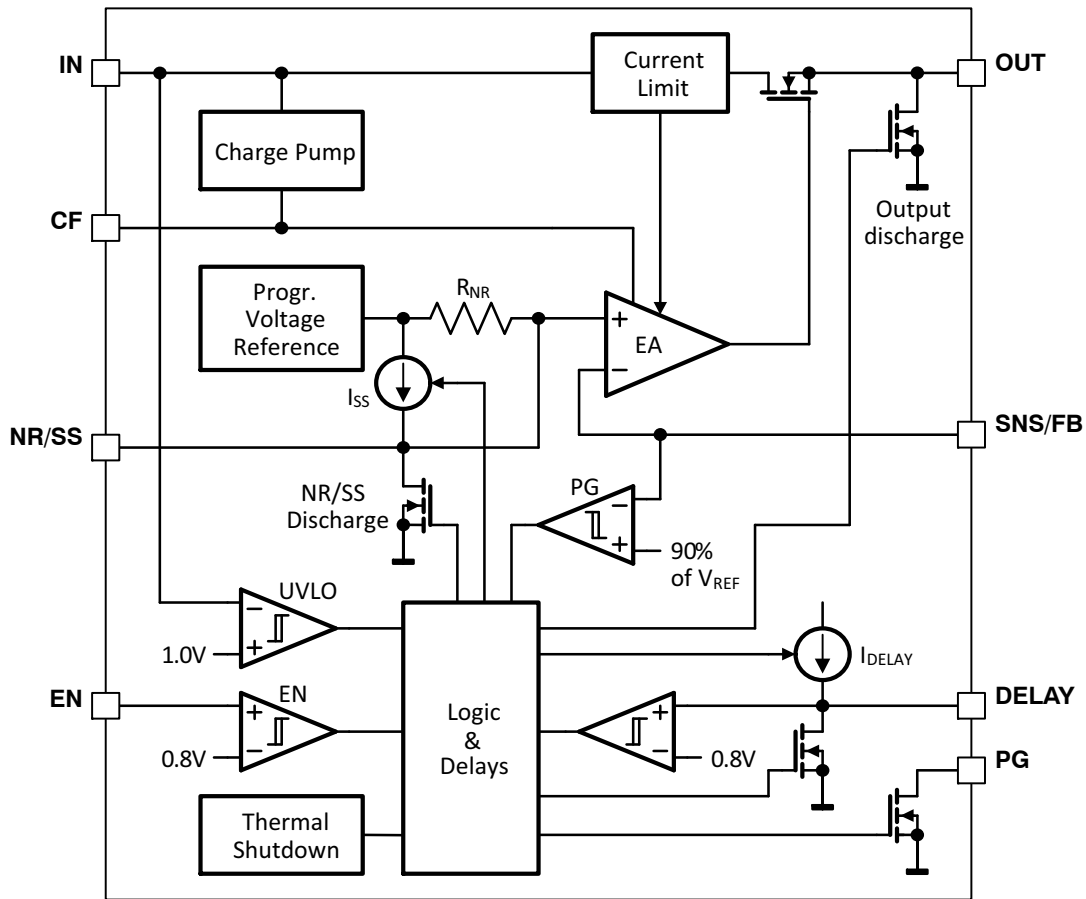 IN
Current
Limit
OUT
Charge Pump
CF
Output
discharge
Progr.
Voltage
Reference
RNR
+
EA
−
ISS
NR/SS
SNS/FB
NR/SS
Discharge
PG
−
+
90%
of VREF
UVLO
−
+
1.0V
IDELAY
EN
EN
+
−
0.8V
Logic
&
Delays
+
−
0.8V
DELAY
PG
Thermal
Shutdown